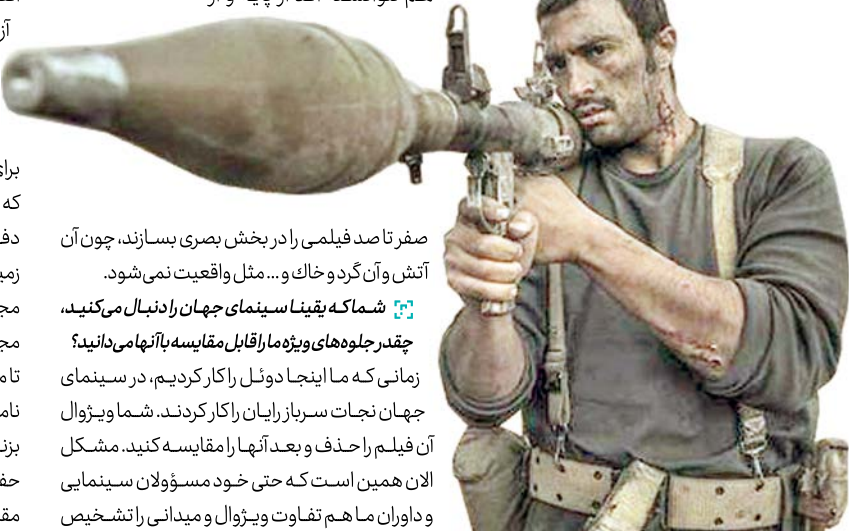 صفر تا صد فیلمی را در بخش بصری بسازند، چون آن
آتش و آن گرد و خاك و... مثل واقعیت نمی‌شود.
شما که یقینا سینمای جهان را دنبال می‌کنید،
چقدر جلوه‌های ویژه ما را قابل مقایسه با آنها می‌دانید؟
زمانی که ما اینجا دوئل را کار کردیم، در سینمای
جهان نجات سرباز رایان را کار کردند. شما ویژوال
آن فیلم را حذف و بعد آنها را مقایسه کنید. مشکل
الان همین است که حتی خود مسؤولان سینمایی
و داوران ما هم تفاوت ویژوال و میدانی را تشخیص
برای
که